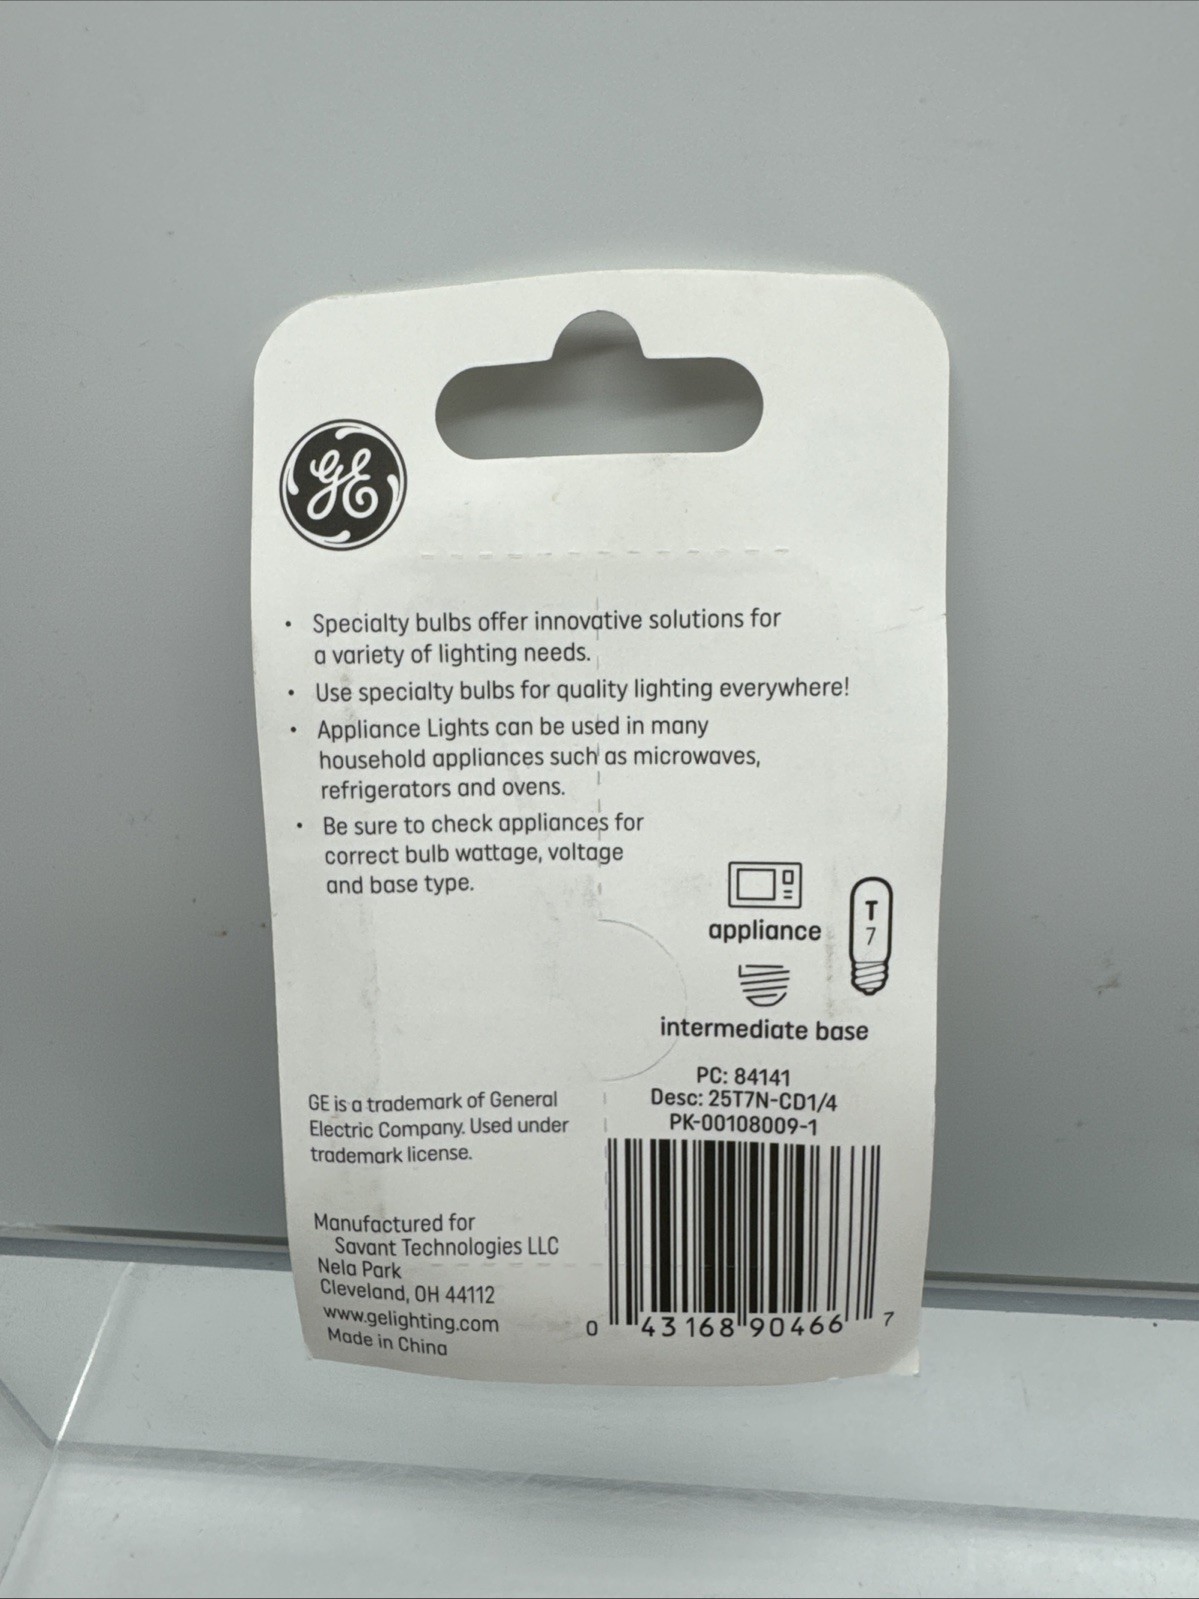 GE
• Specialty bulbs offer innovative solutions for
a variety of lighting needs.
• Use specialty bulbs for quality lighting everywhere!
• Appliance Lights can be used in many
household appliances such as microwaves,
refrigerators and ovens.
• Be sure to check appliances for
correct bulb wattage, voltage
and base type.
appliance
T
7
intermediate base
PC: 84141
Desc: 25T7N-CD1/4
PK-00108009-1
GE is a trademark of General
Electric Company. Used under
trademark license.
Manufactured for
Savant Technologies LLC
Nela Park
Cleveland, OH 44112
www.gelighting.com
Made in China
0 43168 90466 7